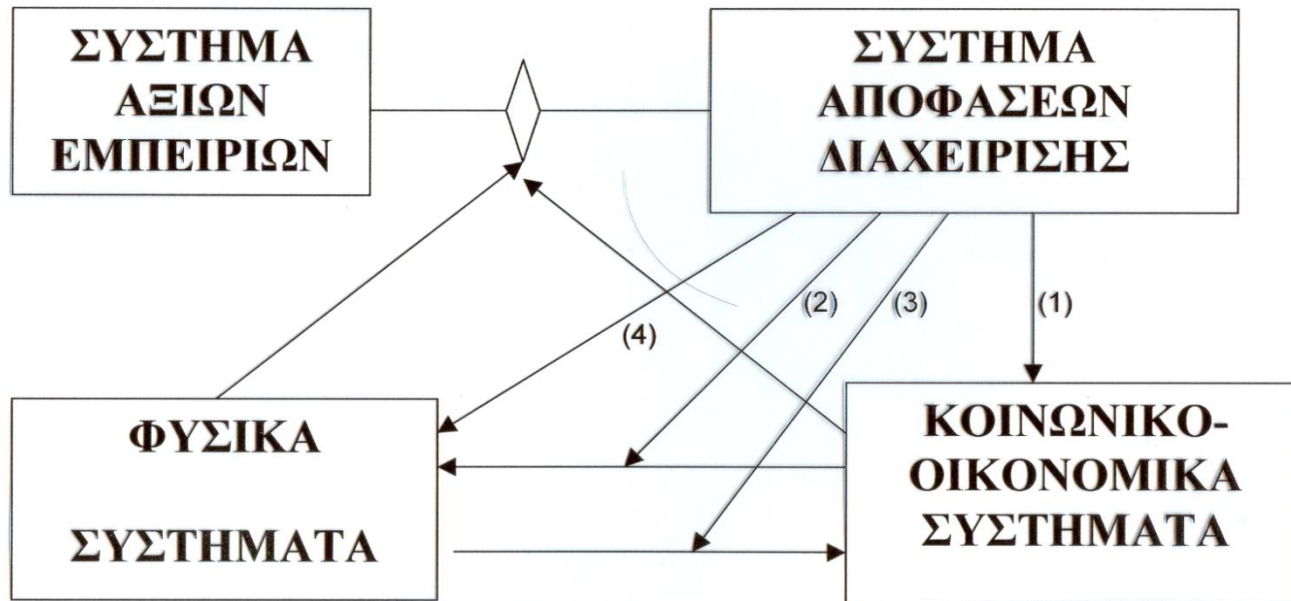 ΣΥΣΤΗΜΑ
ΑΞΙΩΝ
ΕΜΠΕΙΡΙΩΝ
ΣΥΣΤΗΜΑ
ΑΠΟΦΑΣΕΩΝ
ΔΙΑΧΕΙΡΙΣΗΣ
(4)
(2)
(3)
(1)
ΦΥΣΙΚΑ
ΣΥΣΤΗΜΑΤΑ
ΚΟΙΝΩΝΙΚΟ-
ΟΙΚΟΝΟΜΙΚΑ
ΣΥΣΤΗΜΑΤΑ